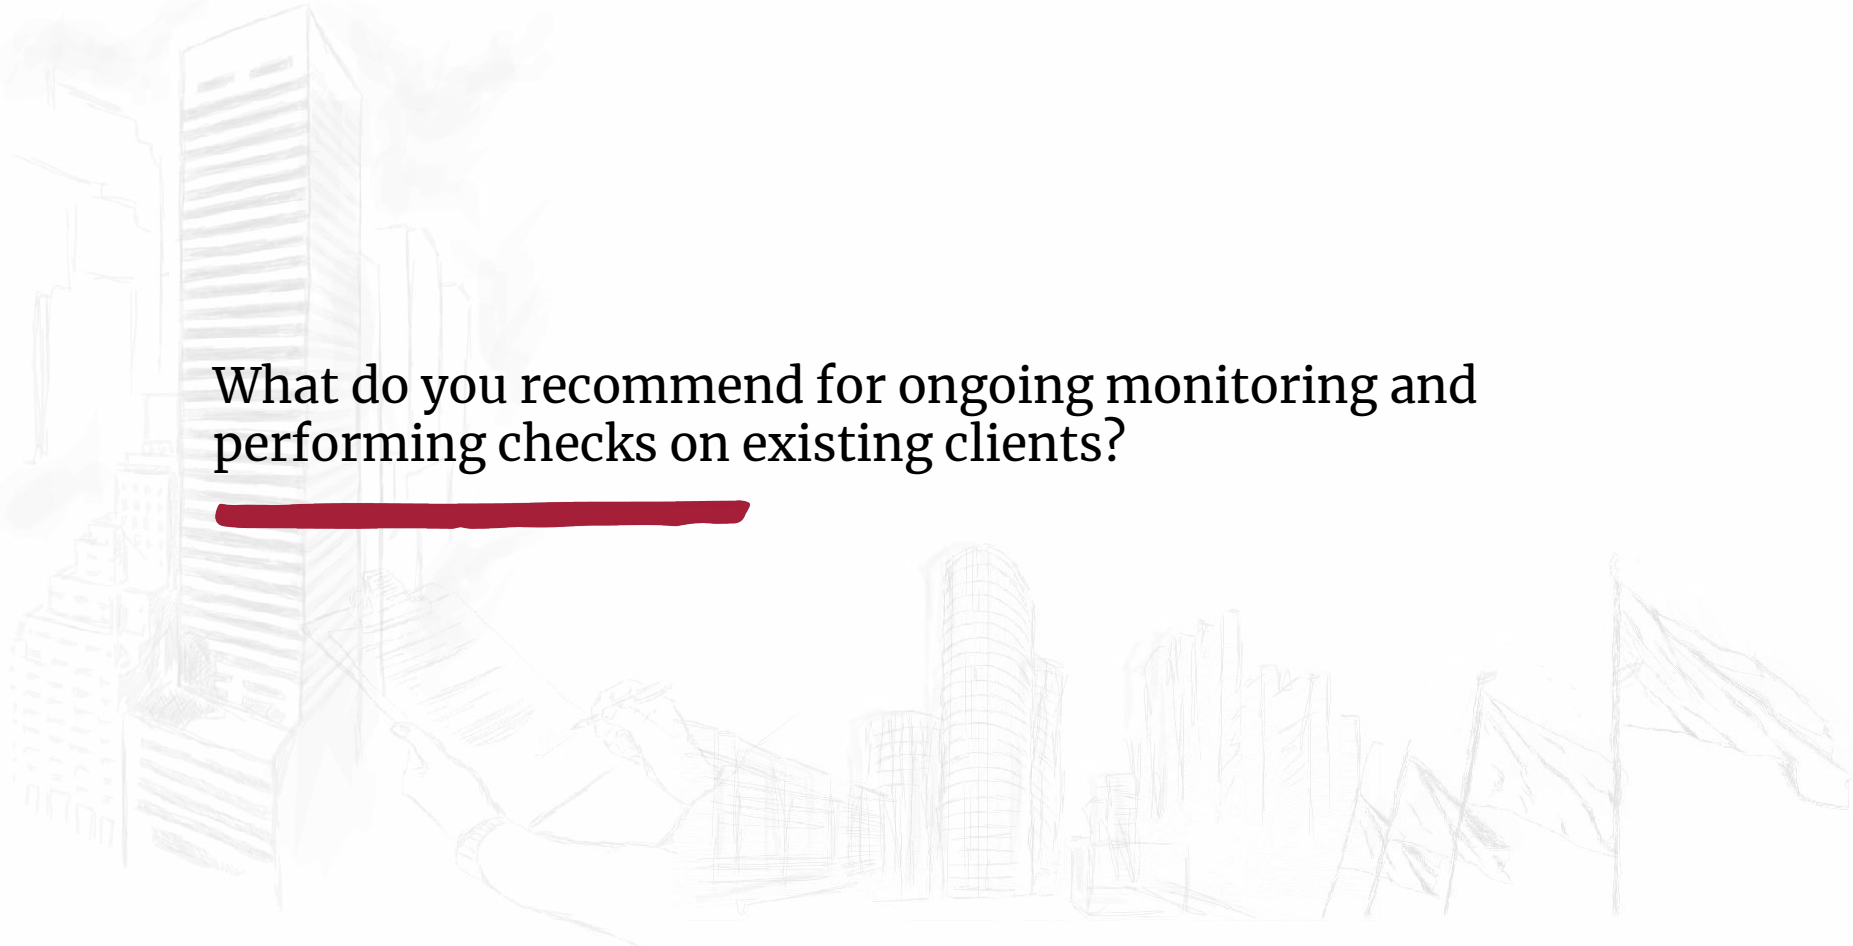 What do you recommend for ongoing monitoring and
performing checks on existing clients?